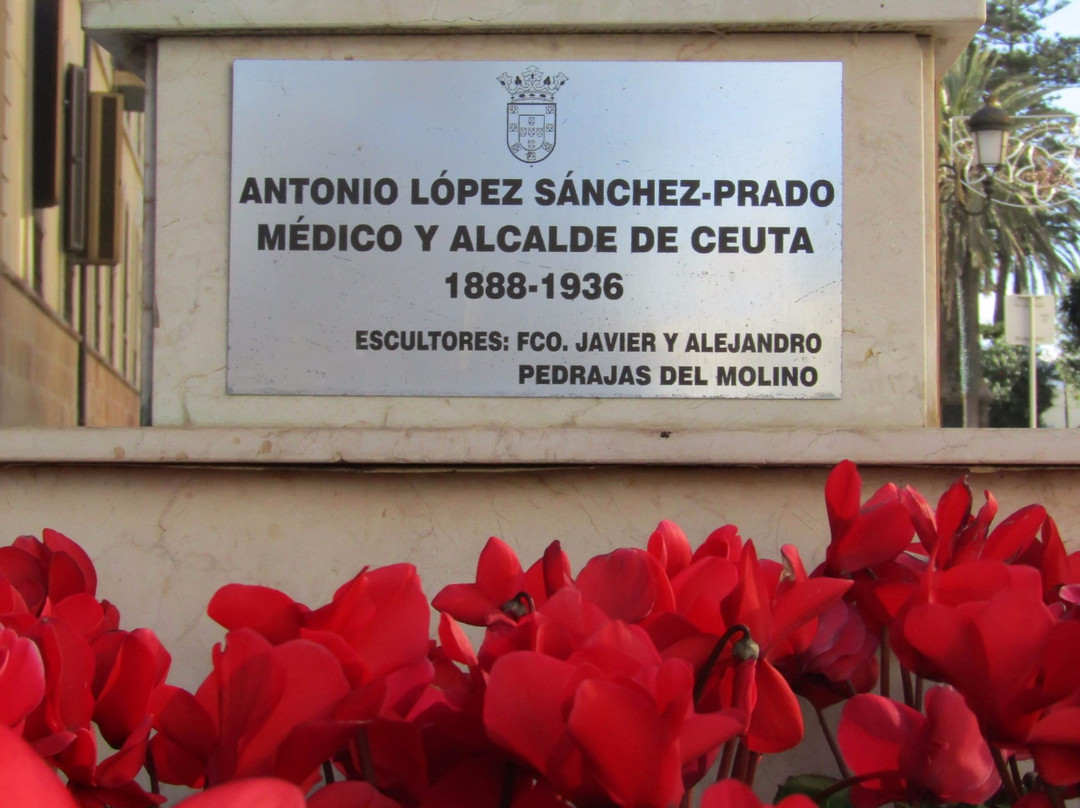 ANTONIO LÓPEZ SÁNCHEZ-PRADO
MÉDICO Y ALCALDE DE CEUTA
1888-1936
ESCULTORES: FCO. JAVIER Y ALEJANDRO
PEDRAJAS DEL MOLINO